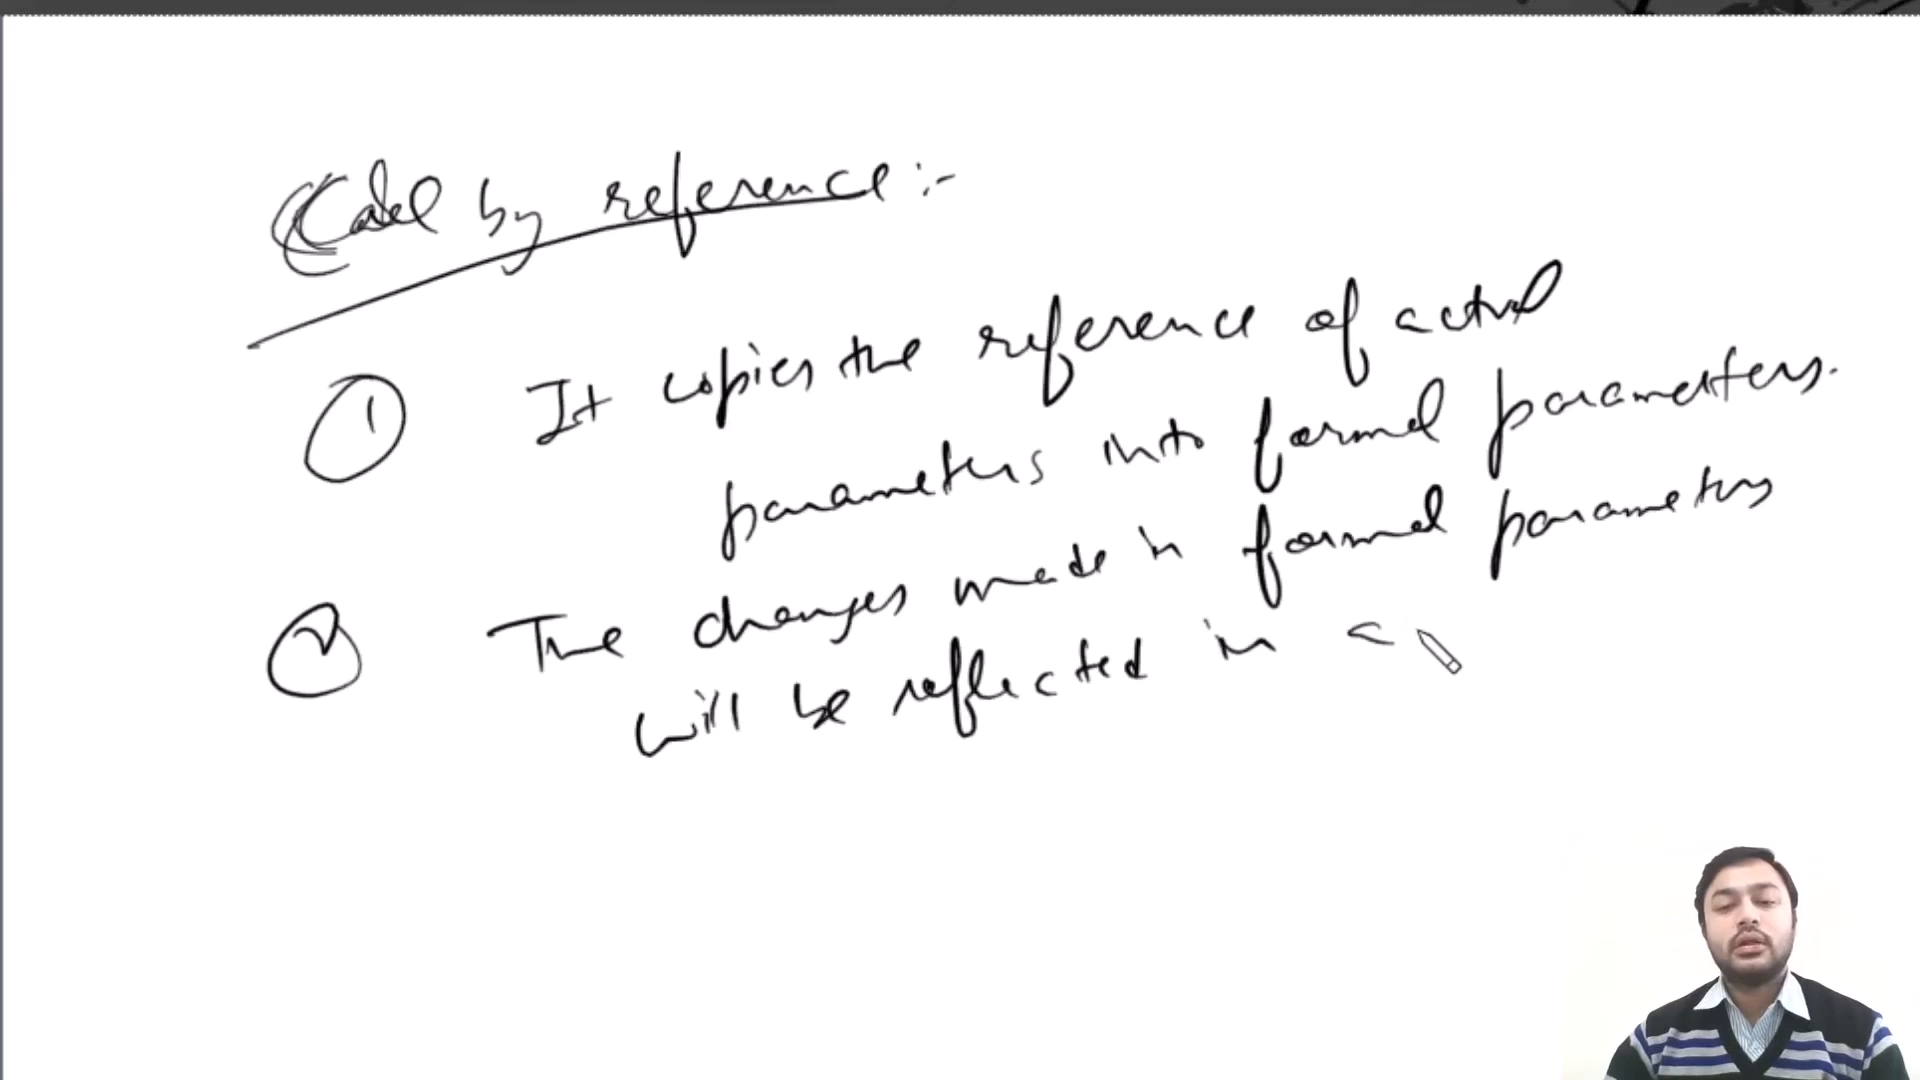 Call by reference :-
① It copies the reference of actual
parameters into formal parameters.
② The changes made in formal parameters
will be reflected in a